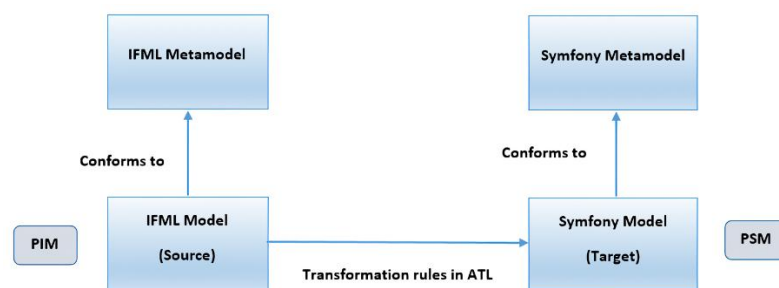 IFML Metamodel
Symfony Metamodel
Conforms to
Conforms to
IFML Model
(Source)
Symfony Model
(Target)
PIM
PSM
Transformation rules in ATL